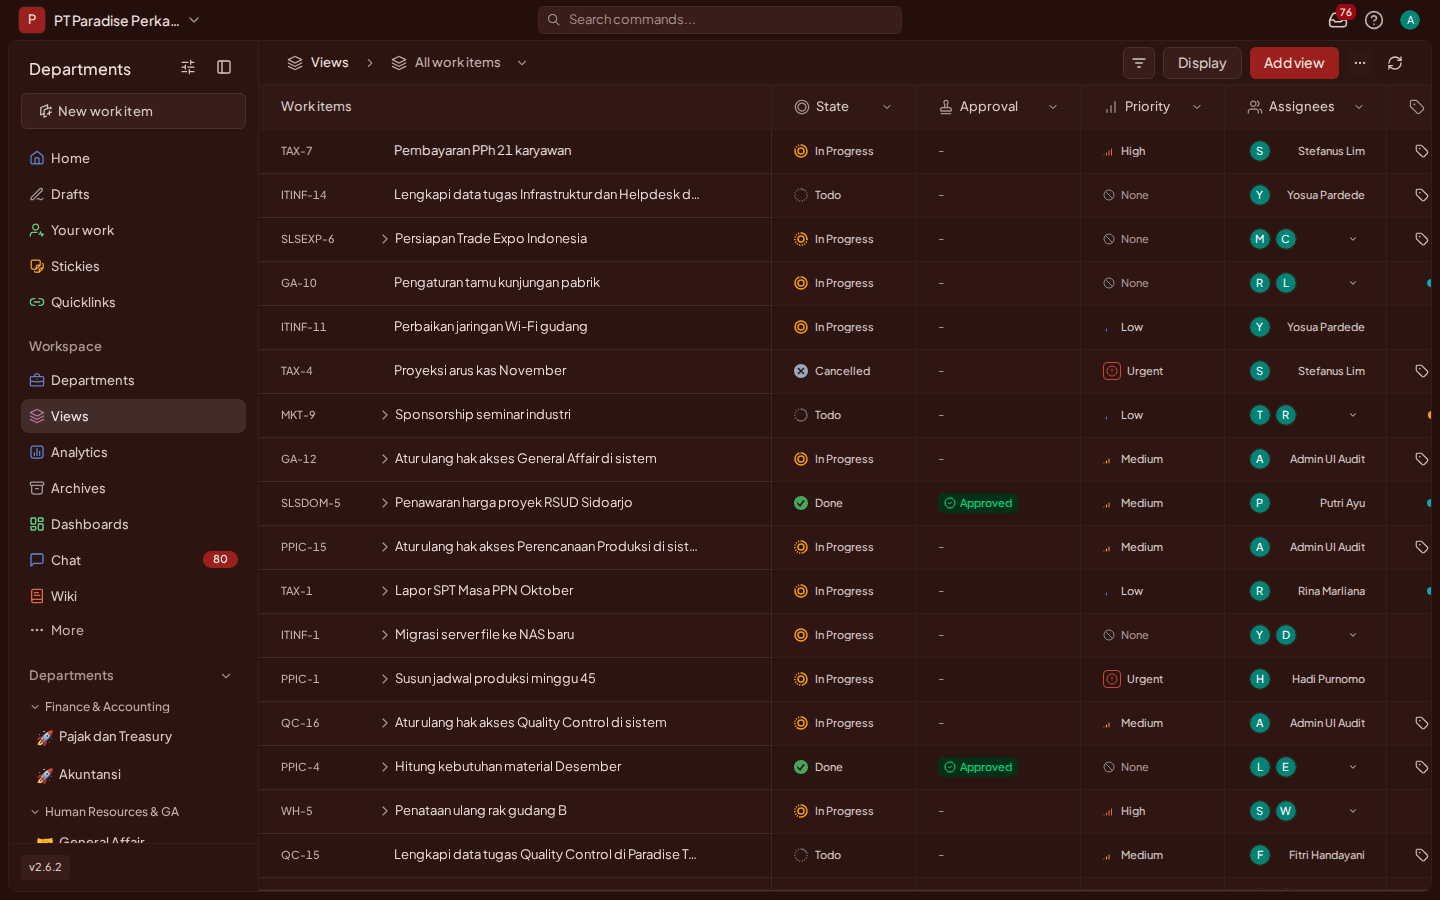 P PT Paradise Perka...
Search commands...
76
A
Departments
New work item
Home
Drafts
Your work
Stickies
Quicklinks
Workspace
Departments
Views
Analytics
Archives
Dashboards
Chat 80
Wiki
More
Departments
Finance & Accounting
Pajak dan Treasury
Akuntansi
Human Resources & GA
General Affair
v2.6.2
Views All work items
Display Add view
Work items State Approval Priority Assignees
TAX-7 Pembayaran PPh 21 karyawan In Progress - High S Stefanus Lim
ITINF-14 Lengkapi data tugas Infrastruktur dan Helpdesk d... Todo - None Y Yosua Pardede
SLSEXP-6 Persiapan Trade Expo Indonesia In Progress - None M C
GA-10 Pengaturan tamu kunjungan pabrik In Progress - None R L
ITINF-11 Perbaikan jaringan Wi-Fi gudang In Progress - Low Y Yosua Pardede
TAX-4 Proyeksi arus kas November Cancelled - Urgent S Stefanus Lim
MKT-9 Sponsorship seminar industri Todo - Low T R
GA-12 Atur ulang hak akses General Affair di sistem In Progress - Medium A Admin UI Audit
SLSDOM-5 Penawaran harga proyek RSUD Sidoarjo Done Approved Medium P Putri Ayu
PPIC-15 Atur ulang hak akses Perencanaan Produksi di sist... In Progress - Medium A Admin UI Audit
TAX-1 Lapor SPT Masa PPN Oktober In Progress - Low R Rina Marliana
ITINF-1 Migrasi server file ke NAS baru In Progress - None Y D
PPIC-1 Susun jadwal produksi minggu 45 In Progress - Urgent H Hadi Purnomo
QC-16 Atur ulang hak akses Quality Control di sistem In Progress - Medium A Admin UI Audit
PPIC-4 Hitung kebutuhan material Desember Done Approved None L E
WH-5 Penataan ulang rak gudang B In Progress - High S W
QC-15 Lengkapi data tugas Quality Control di Paradise T... Todo - Medium F Fitri Handayani